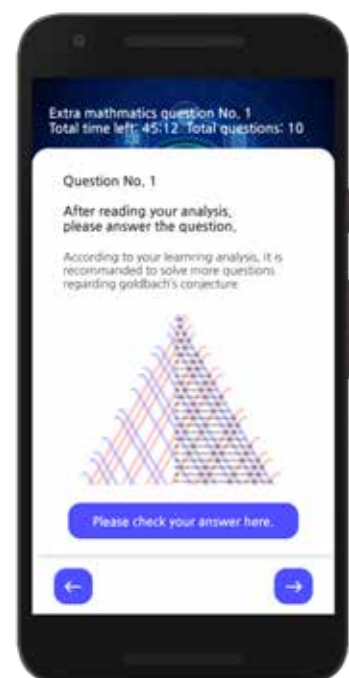 Extra mathmatics question No. 1
Total time left: 45:12 Total questions: 10
Question No. 1
After reading your analysis,
please answer the question.
According to your learnring analysis, it is
recommanded to solve more questions
regarding goldbach's conjecture
Please check your answer here.